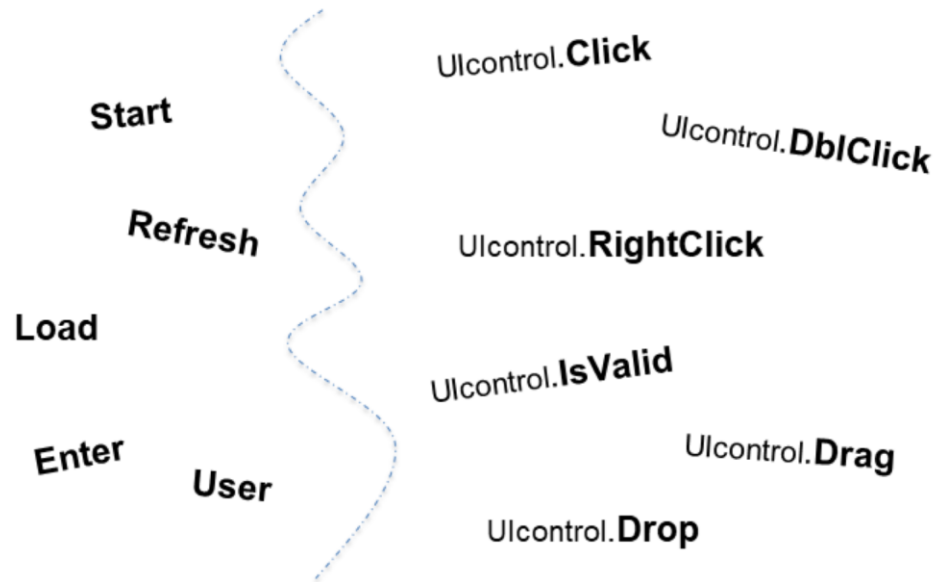 Start
Refresh
Load
Enter
User
UIcontrol.Click
UIcontrol.DblClick
UIcontrol.RightClick
UIcontrol.IsValid
UIcontrol.Drag
UIcontrol.Drop